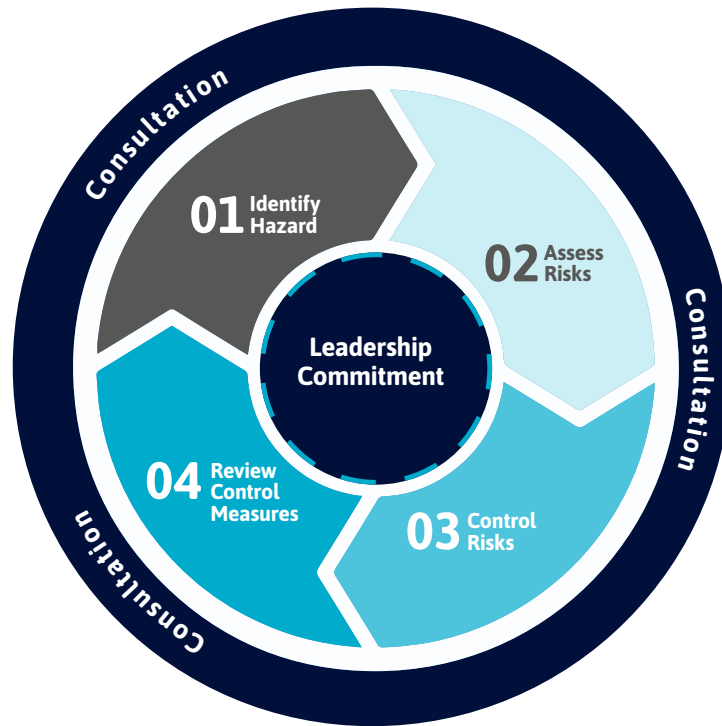 Consultation
01 Identify
Hazard
02 Assess
Risks
Consultation
Leadership
Commitment
04 Review
Control
Measures
03 Control
Risks
Consultation